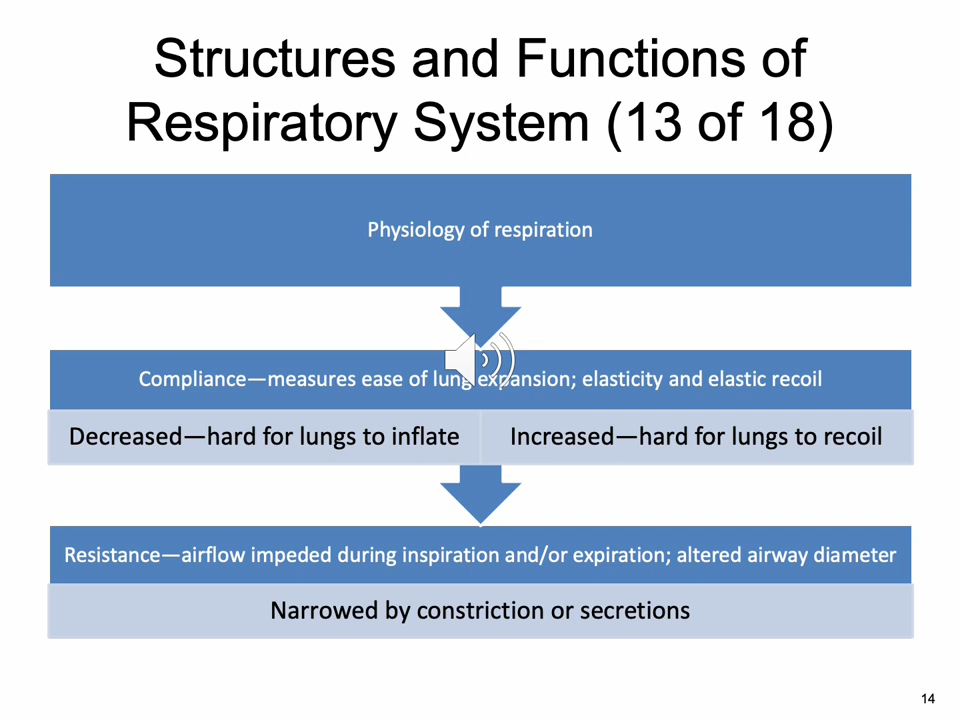 Structures and Functions of
Respiratory System (13 of 18)
Physiology of respiration
Compliance—measures ease of lung expansion; elasticity and elastic recoil
Decreased—hard for lungs to inflate
Increased—hard for lungs to recoil
Resistance—airflow impeded during inspiration and/or expiration; altered airway diameter
Narrowed by constriction or secretions
14